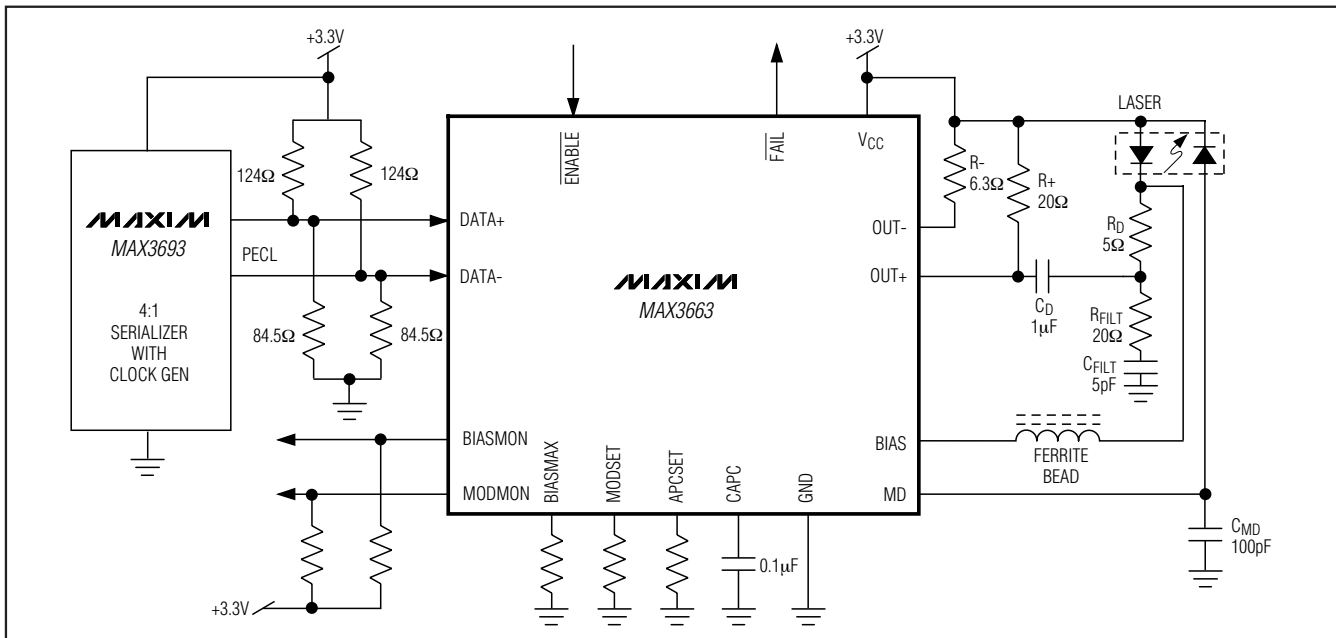 +3.3V
+3.3V
LASER
124Ω
124Ω
ENABLE
FAIL
VCC
R-
6.3Ω
R+
20Ω
MAXIM
MAX3693
PECL
4:1
SERIALIZER
WITH
CLOCK GEN
DATA+
DATA-
84.5Ω
84.5Ω
MAXIM
MAX3663
OUT-
OUT+
RD
5Ω
CD
1μF
RFILT
20Ω
CFILT
5pF
BIASMON
MODMON
BIASMAX
MODSET
APCSET
CAPC
GND
BIAS
MD
FERRITE
BEAD
CMD
100pF
0.1μF
+3.3V